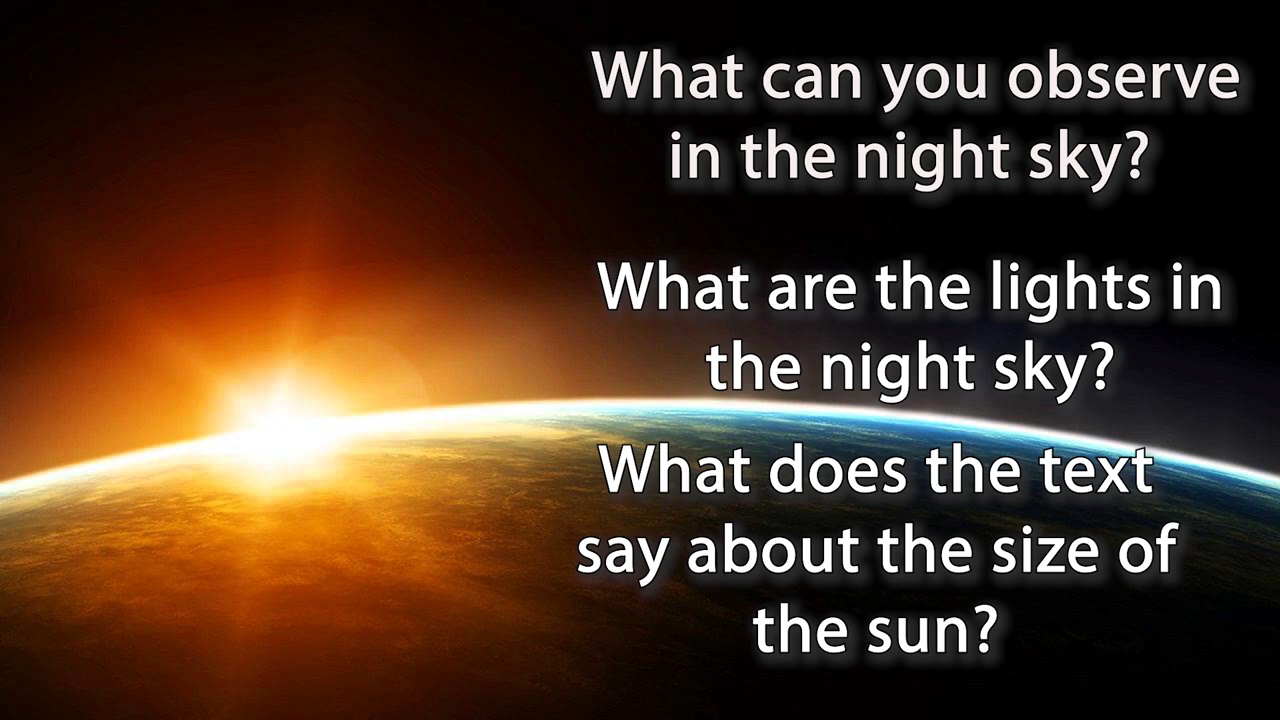 What can you observe
in the night sky?
What are the lights in
the night sky?
What does the text
say about the size of
the sun?